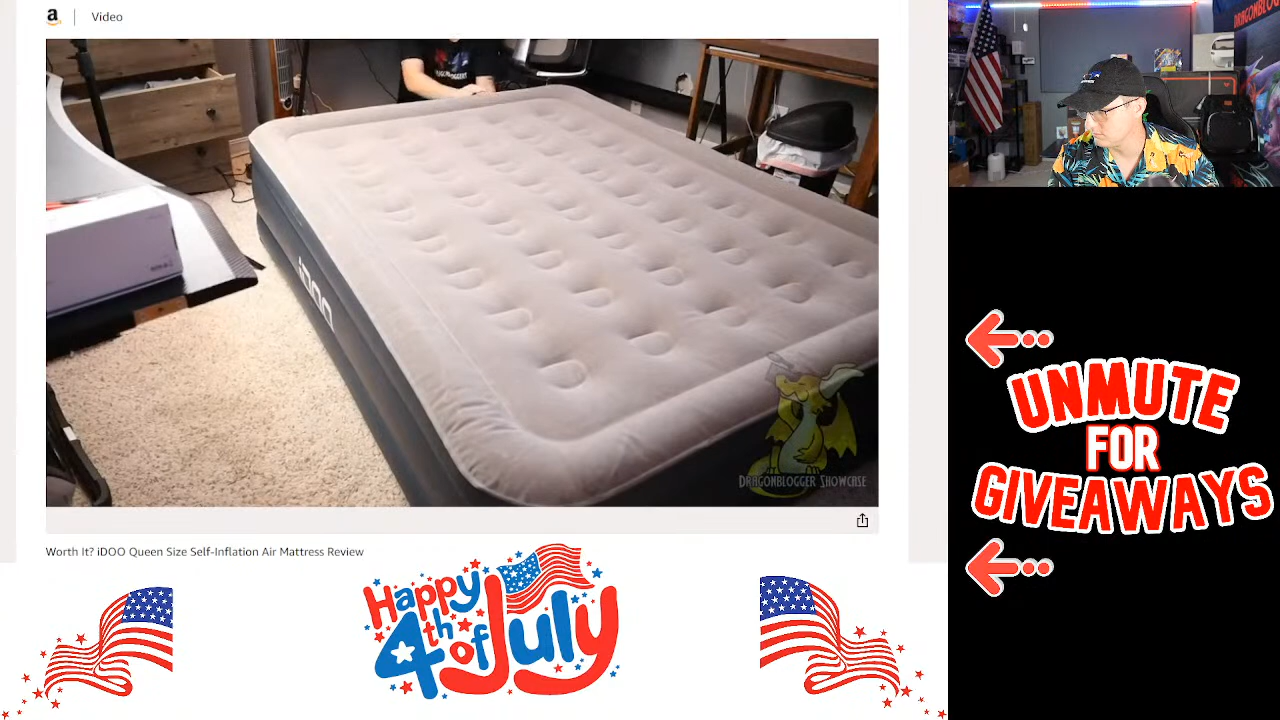 a | Video
iDOO
DRAGONBLOGGER SHOWCASE
Worth It? iDOO Queen Size Self-Inflation Air Mattress Review
Happy
4th of July
UNMUTE
FOR
GIVEAWAYS